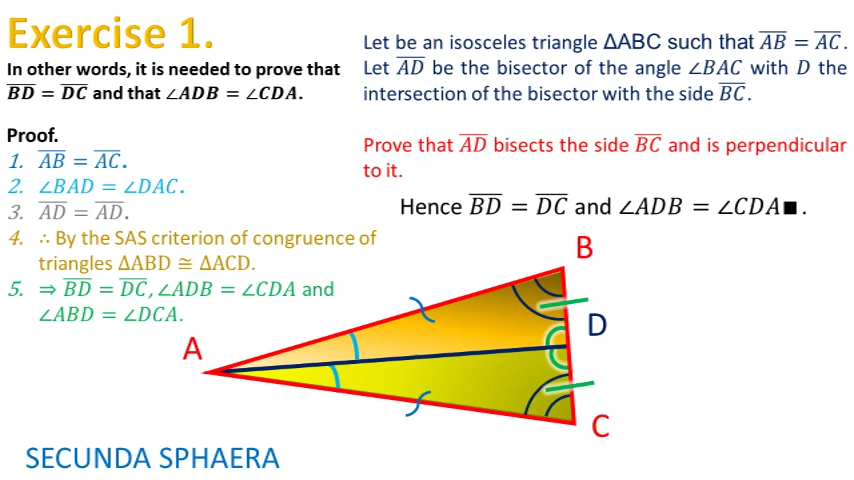 Exercise 1.
In other words, it is needed to prove that
B̅D̅ = D̅C̅ and that ∠ADB = ∠CDA.
Proof.
1. A̅B̅ = A̅C̅.
2. ∠BAD = ∠DAC.
3. A̅D̅ = A̅D̅.
4. ∴ By the SAS criterion of congruence of
triangles ΔABD ≅ ΔACD.
5. ⇒ B̅D̅ = D̅C̅, ∠ADB = ∠CDA and
∠ABD = ∠DCA.
Let be an isosceles triangle ΔABC such that A̅B̅ = A̅C̅.
Let A̅D̅ be the bisector of the angle ∠BAC with D the
intersection of the bisector with the side B̅C̅.
Prove that A̅D̅ bisects the side B̅C̅ and is perpendicular
to it.
Hence B̅D̅ = D̅C̅ and ∠ADB = ∠CDA■.
B
D
A
C
SECUNDA SPHAERA